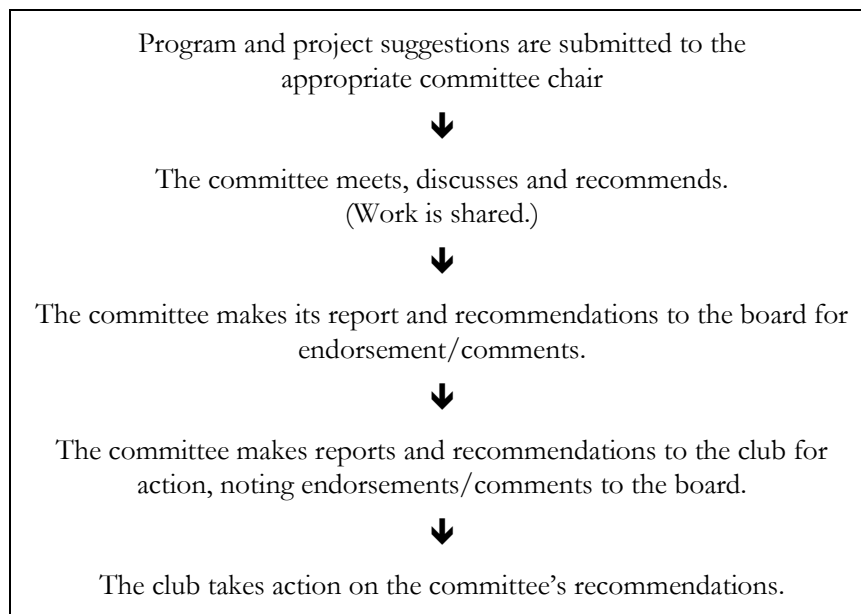 Program and project suggestions are submitted to the
appropriate committee chair
The committee meets, discusses and recommends.
(Work is shared.)
The committee makes its report and recommendations to the board for
endorsement/comments.
The committee makes reports and recommendations to the club for
action, noting endorsements/comments to the board.
The club takes action on the committee’s recommendations.